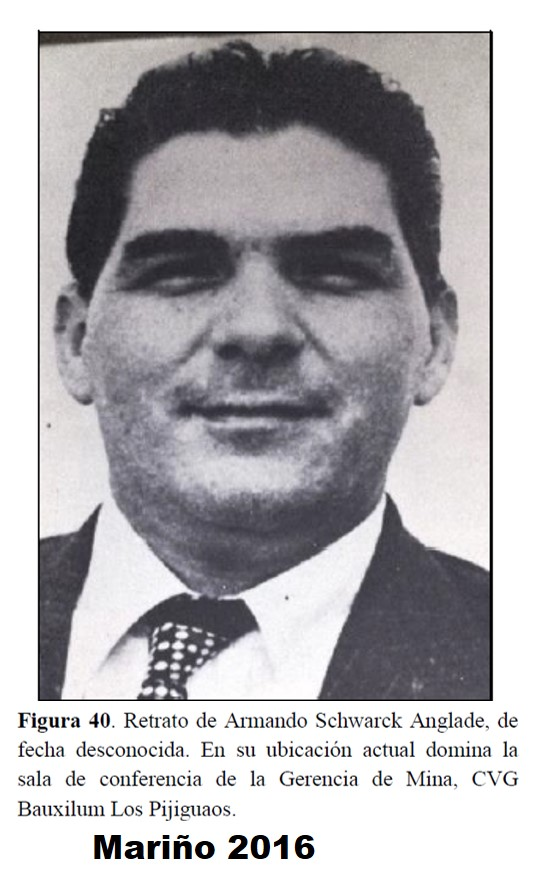 Figura 40. Retrato de Armando Schwarck Anglade, de
fecha desconocida. En su ubicación actual domina la
sala de conferencia de la Gerencia de Mina, CVG
Bauxilum Los Pijiguaos.
Mariño 2016